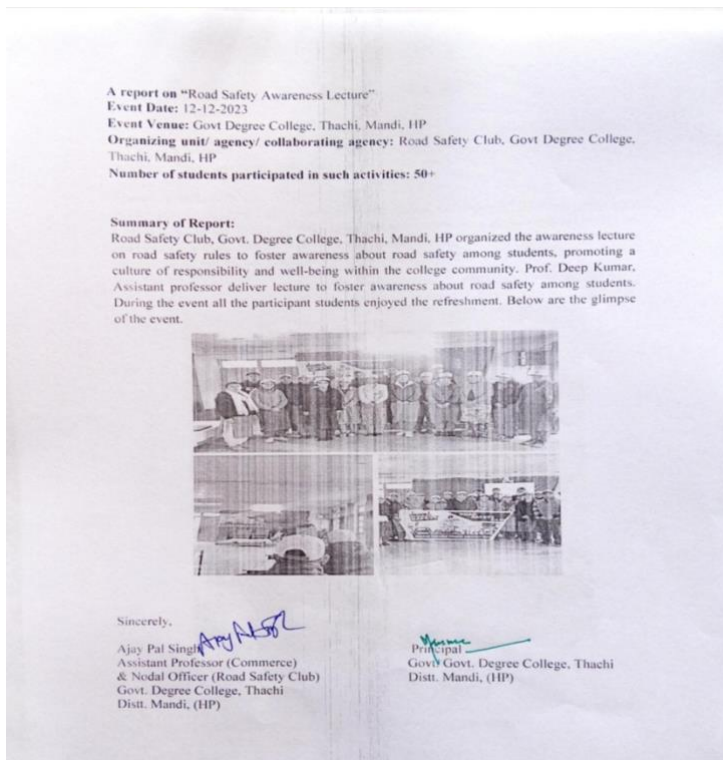 A report on “Road Safety Awareness Lecture”
Event Date: 12-12-2023
Event Venue: Govt Degree College, Thachi, Mandi, HP
Organizing unit/ agency/ collaborating agency: Road Safety Club, Govt Degree College,
Thachi, Mandi, HP
Number of students participated in such activities: 50+
Summary of Report:
Road Safety Club, Govt. Degree College, Thachi, Mandi, HP organized the awareness lecture
on road safety rules to foster awareness about road safety among students, promoting a
culture of responsibility and well-being within the college community. Prof. Deep Kumar,
Assistant professor deliver lecture to foster awareness about road safety among students.
During the event all the participant students enjoyed the refreshment. Below are the glimpse
of the event.
Sincerely,
Ajay Pal Singh
Assistant Professor (Commerce)
& Nodal Officer (Road Safety Club)
Govt. Degree College, Thachi
Distt. Mandi, (HP)
Principal
Govt Govt. Degree College, Thachi
Distt. Mandi, (HP)